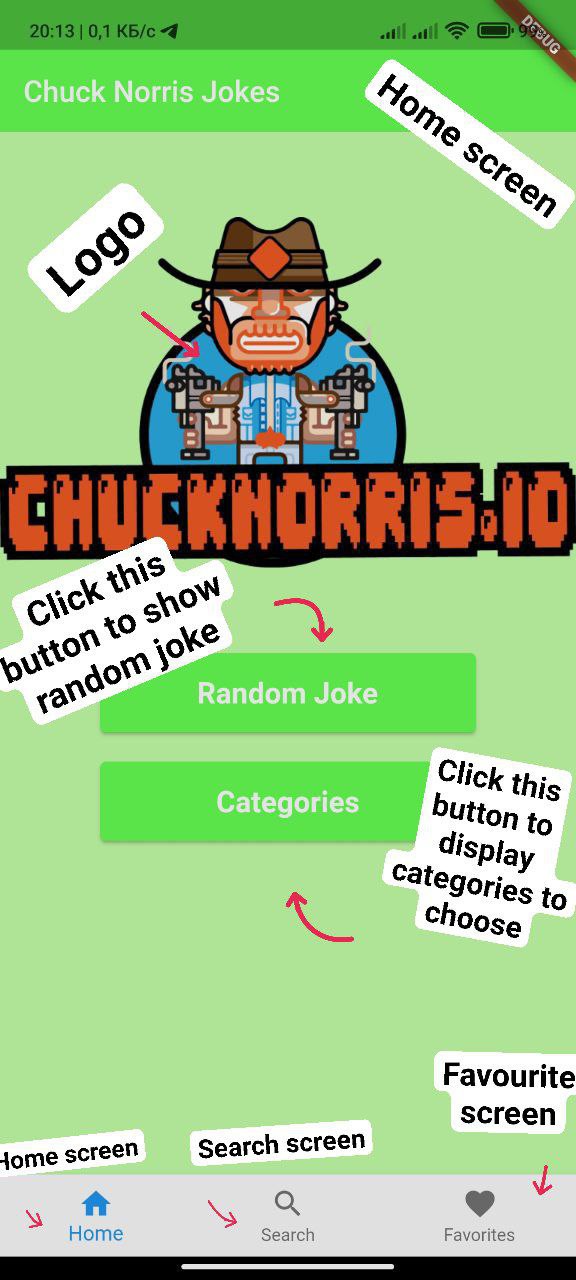 20:13 | 0,1 КБ/с
99
DEBUG
Chuck Norris Jokes
Home screen
Logo
CHUCKNORRIS.IO
Click this
button to show
random joke
Random Joke
Categories
Click this
button to
display
categories to
choose
Favourite
screen
Home screen
Search screen
Home
Search
Favorites